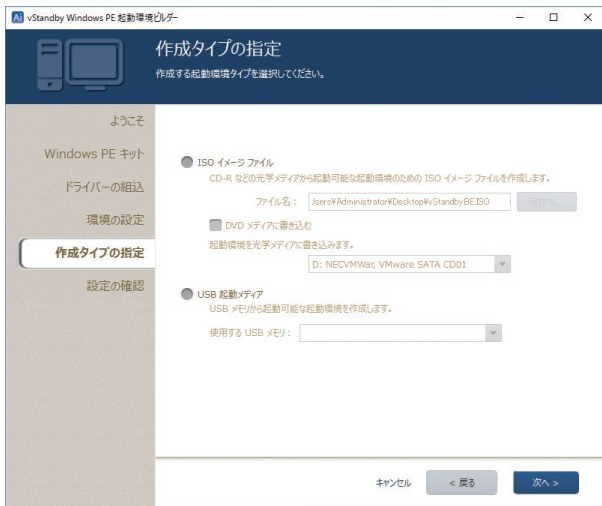 Ai vStandby Windows PE 起動環境ビルダー
作成タイプの指定
作成する起動環境タイプを選択してください。
ようこそ
Windows PE キット
ドライバーの組込
環境の設定
作成タイプの指定
設定の確認
ISO イメージ ファイル
CD-R などの光学メディアから起動可能な起動環境のための ISO イメージ ファイルを作成します。
ファイル名： Jsers¥Administrator¥Desktop¥vStandbyBE.ISO
DVD メディアに書き込む
起動環境を光学メディアに書き込みます。
D: NECVMWar, VMware SATA CD01
USB 起動メディア
USB メモリから起動可能な起動環境を作成します。
使用する USB メモリ：
キャンセル < 戻る 次へ >